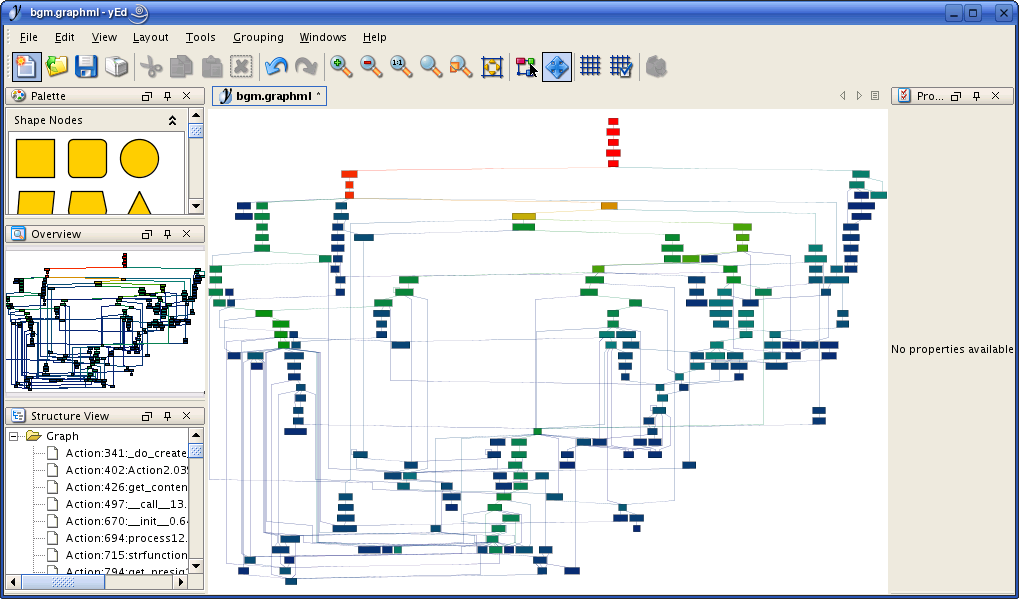 bgm.graphml - yEd
File Edit View Layout Tools Grouping Windows Help
1:1
Palette
bgm.graphml *
Pro...
Shape Nodes
Overview
No properties available
Structure View
Graph
Action:341:_do_create
Action:402:Action2.03
Action:426:get_conten
Action:497:__call__13.
Action:670:__init__0.6
Action:694:process12.
Action:715:strfunction
Action:794:get_presig